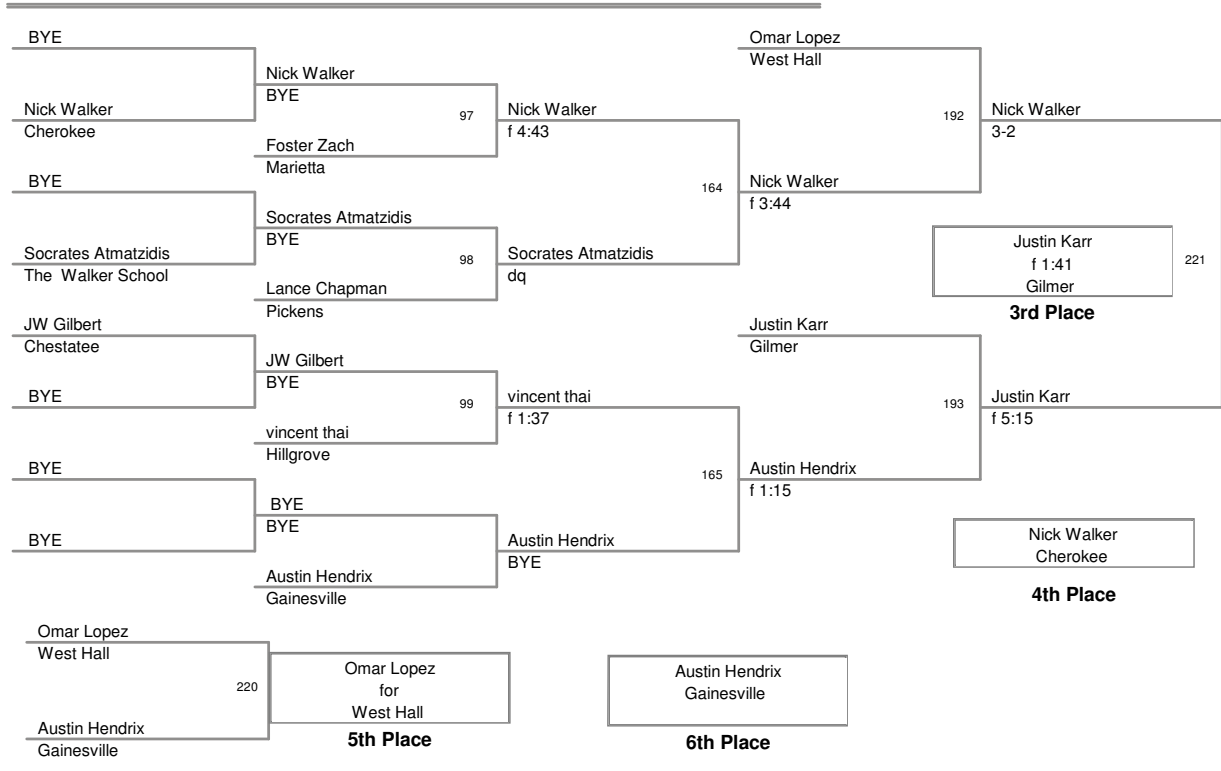 BYE
Nick Walker
Cherokee
BYE
Socrates Atmatzidis
The Walker School
JW Gilbert
Chestatee
BYE
BYE
BYE
Nick Walker
BYE
97
Foster Zach
Marietta
Socrates Atmatzidis
BYE
98
Lance Chapman
Pickens
JW Gilbert
BYE
99
vincent thai
Hillgrove
BYE
BYE
Austin Hendrix
Gainesville
Nick Walker
f 4:43
164
Socrates Atmatzidis
dq
vincent thai
f 1:37
165
Austin Hendrix
BYE
Omar Lopez
West Hall
192
Nick Walker
f 3:44
Justin Karr
Gilmer
193
Austin Hendrix
f 1:15
Nick Walker
3-2
Justin Karr
f 1:41
Gilmer
221
3rd Place
Justin Karr
f 5:15
Nick Walker
Cherokee
4th Place
Omar Lopez
West Hall
220
Austin Hendrix
Gainesville
Omar Lopez
for
West Hall
5th Place
Austin Hendrix
Gainesville
6th Place